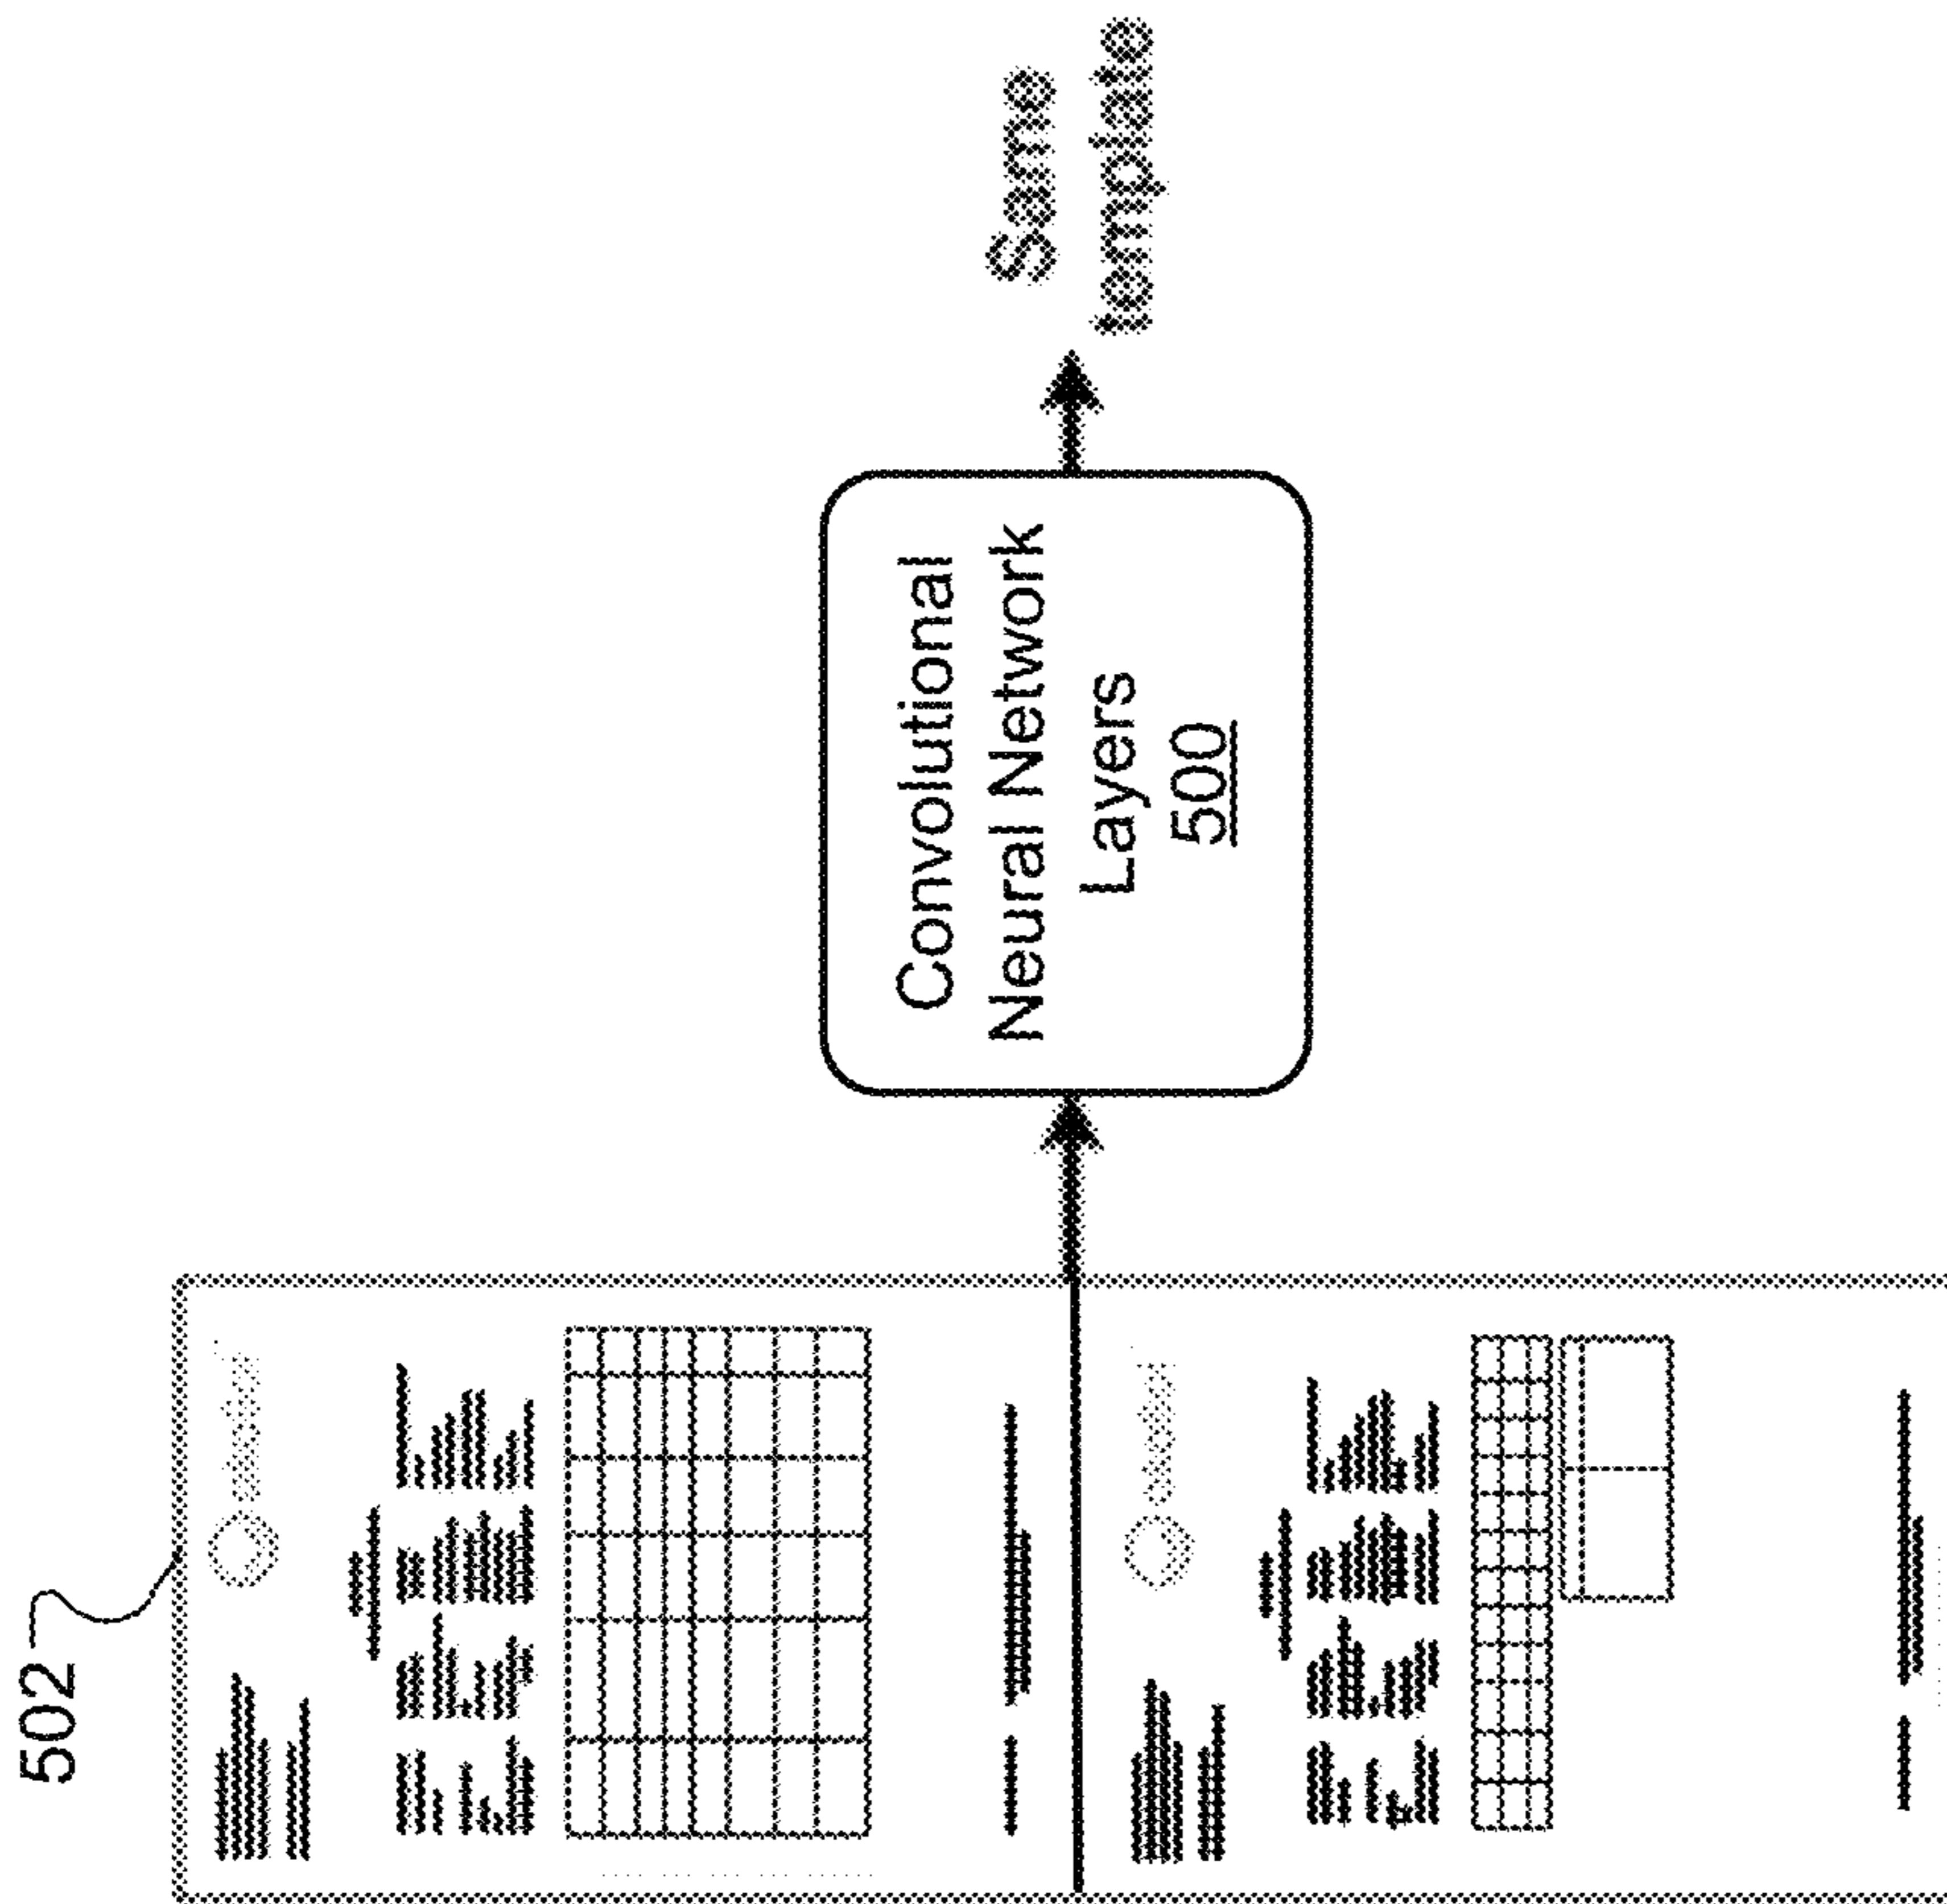 502
Convolutional
Neural Network
Layers
500
Same
template